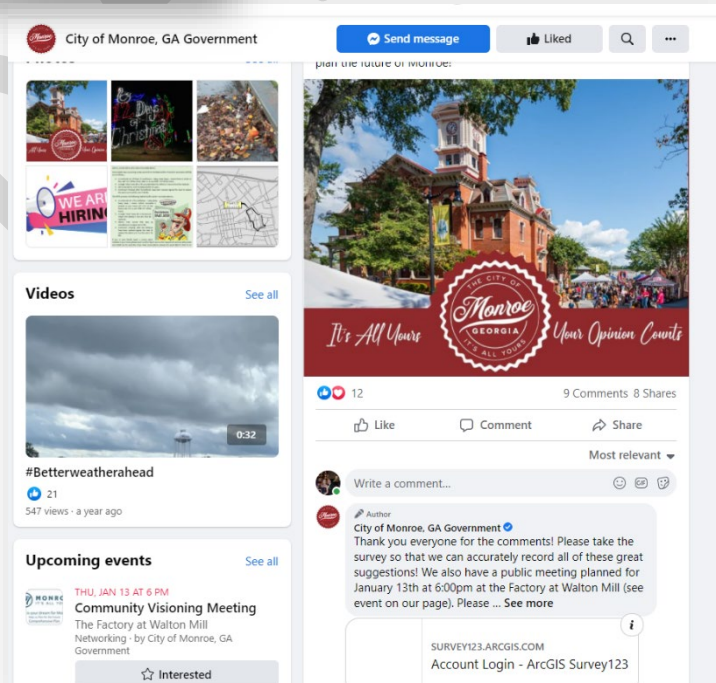 City of Monroe, GA Government
Send message
Liked
plan the future of Monroe!
Days
of
Christmas
WE ARE
HIRING
Videos
See all
0:32
#Betterweatherahead
21
547 views · a year ago
Upcoming events
See all
THU, JAN 13 AT 6 PM
Community Visioning Meeting
The Factory at Walton Mill
Networking · by City of Monroe, GA
Government
Interested
THE CITY OF
Monroe
GEORGIA
IT'S ALL YOURS
It's All Yours
Your Opinion Counts
12
9 Comments 8 Shares
Like
Comment
Share
Most relevant
Write a comment...
GIF
Author
City of Monroe, GA Government
Thank you everyone for the comments! Please take the
survey so that we can accurately record all of these great
suggestions! We also have a public meeting planned for
January 13th at 6:00pm at the Factory at Walton Mill (see
event on our page). Please ... See more
SURVEY123.ARCGIS.COM
Account Login - ArcGIS Survey123